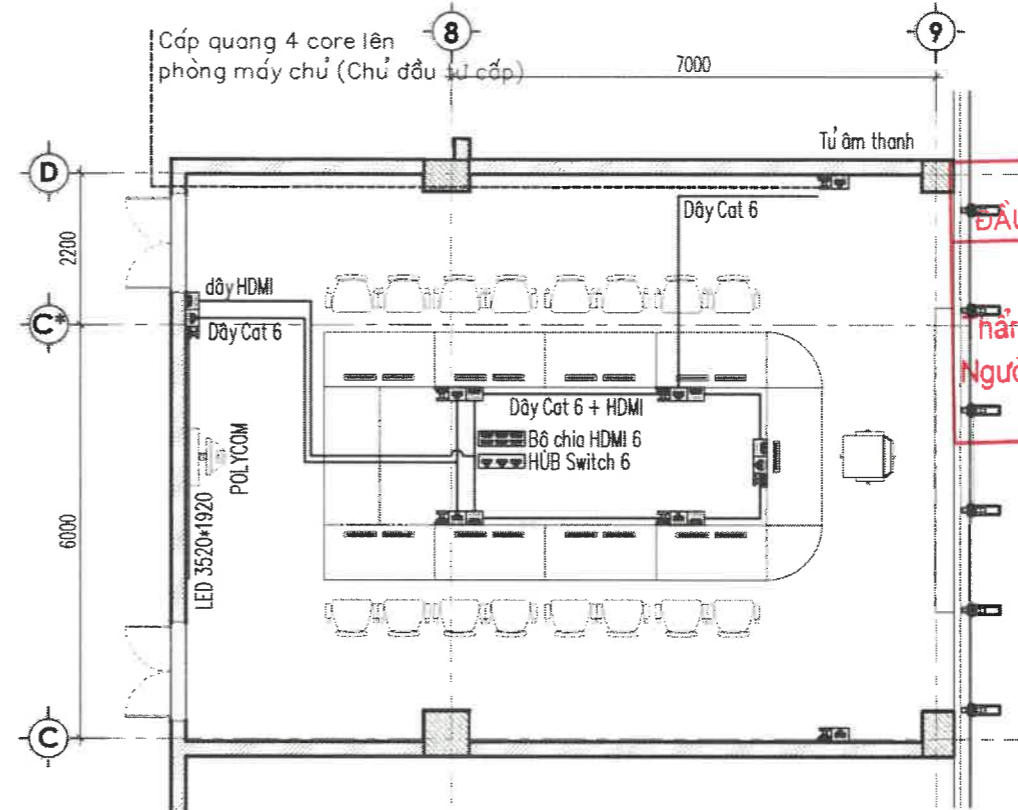 Cáp quang 4 core lên
phòng máy chủ (Chủ đầu tư cấp)
8
9
7000
Tủ âm thanh
D
Dây Cat 6
ĐẦU
2200
dây HDMI
C*
Dây Cat 6
Người
Dây Cat 6 + HDMI
Bộ chia HDMI 6
HUB Switch 6
POLYCOM
LED 3520*1920
6000
C